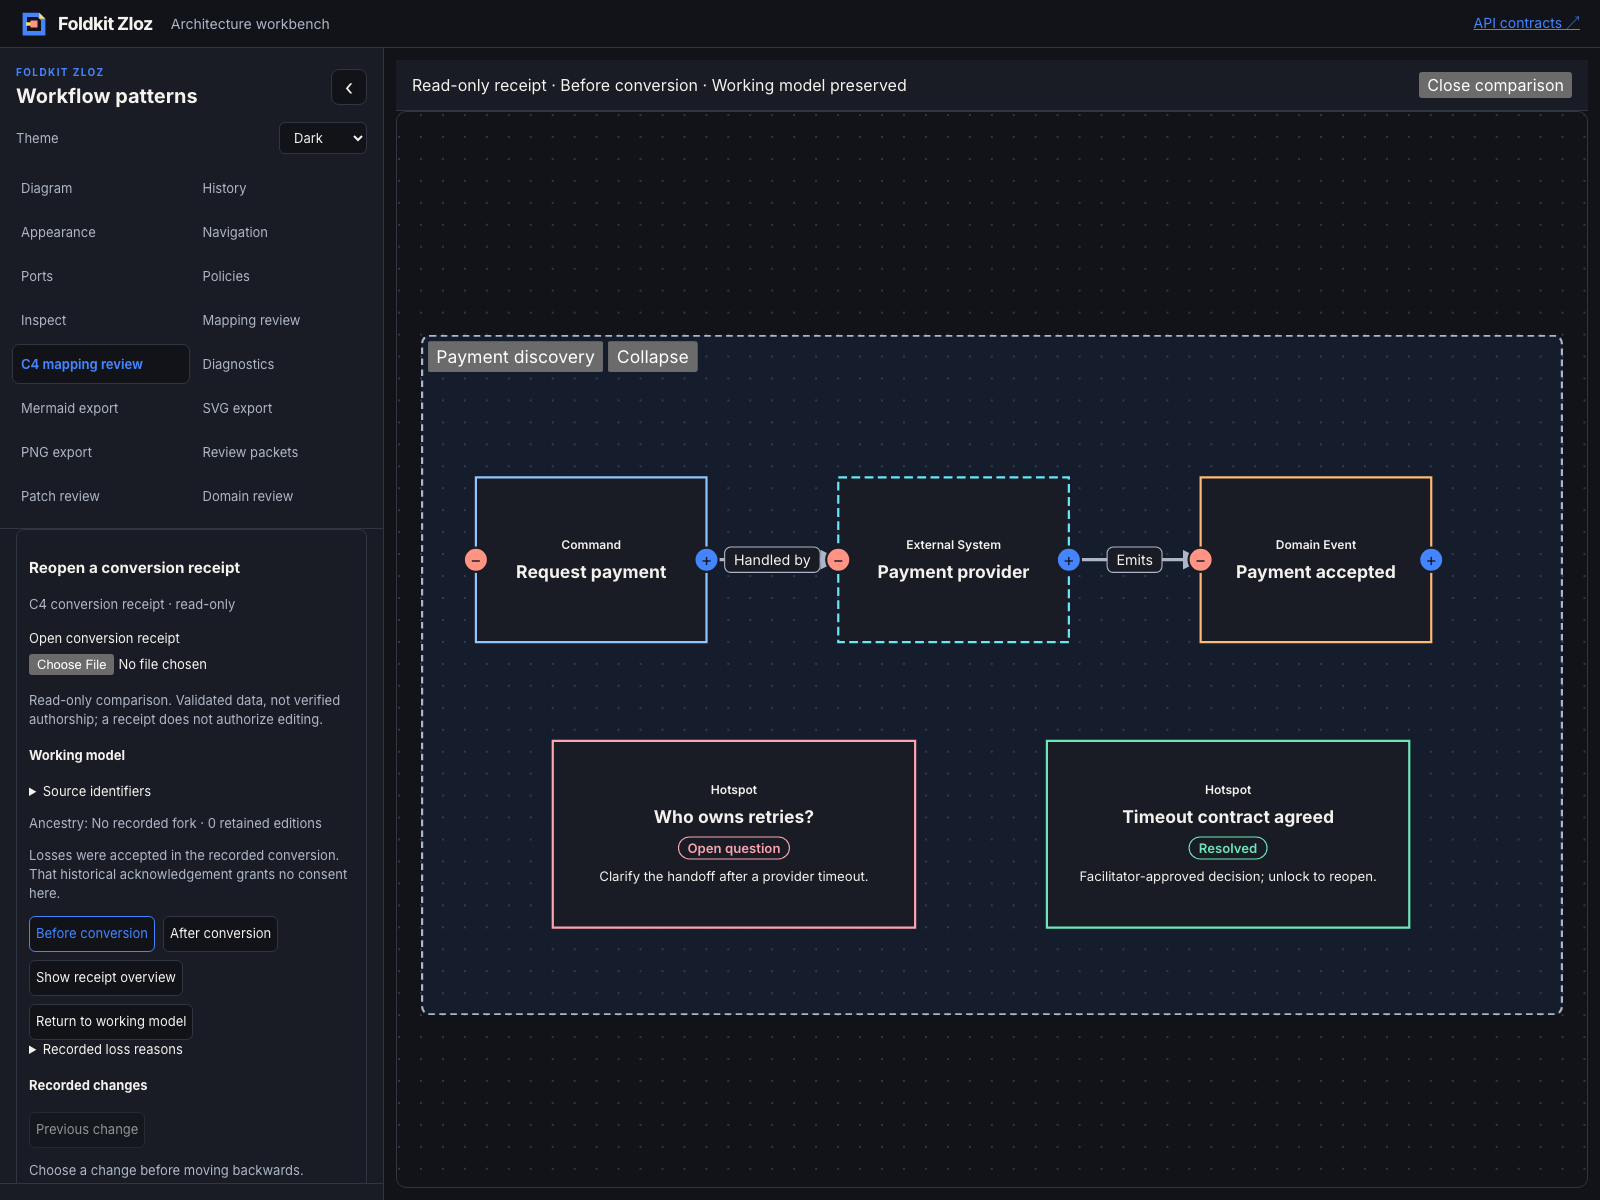 Foldkit Zloz
Architecture workbench
API contracts ↗
FOLDKIT ZLOZ
Workflow patterns
‹
Theme
Dark
Diagram
History
Appearance
Navigation
Ports
Policies
Inspect
Mapping review
C4 mapping review
Diagnostics
Mermaid export
SVG export
PNG export
Review packets
Patch review
Domain review
Reopen a conversion receipt
C4 conversion receipt · read-only
Open conversion receipt
Choose File No file chosen
Read-only comparison. Validated data, not verified
authorship; a receipt does not authorize editing.
Working model
Source identifiers
Ancestry: No recorded fork · 0 retained editions
Losses were accepted in the recorded conversion.
That historical acknowledgement grants no consent
here.
Before conversion
After conversion
Show receipt overview
Return to working model
Recorded loss reasons
Recorded changes
Previous change
Choose a change before moving backwards.
Read-only receipt · Before conversion · Working model preserved
Close comparison
Payment discovery
Collapse
Command
Request payment
− +
Handled by
External System
Payment provider
− +
Emits
Domain Event
Payment accepted
− +
Hotspot
Who owns retries?
Open question
Clarify the handoff after a provider timeout.
Hotspot
Timeout contract agreed
Resolved
Facilitator-approved decision; unlock to reopen.